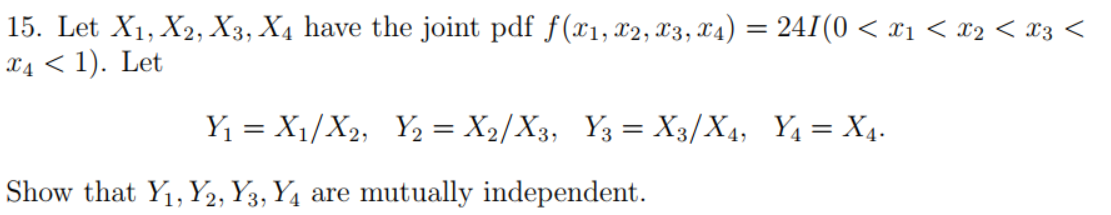 15. Let X₁, X₂, X₃, X₄ have the joint pdf f(x₁, x₂, x₃, x₄) = 24I(0 < x₁ < x₂ < x₃ <
x₄ < 1). Let
Y₁ = X₁/X₂, Y₂ = X₂/X₃, Y₃ = X₃/X₄, Y₄ = X₄.
Show that Y₁, Y₂, Y₃, Y₄ are mutually independent.